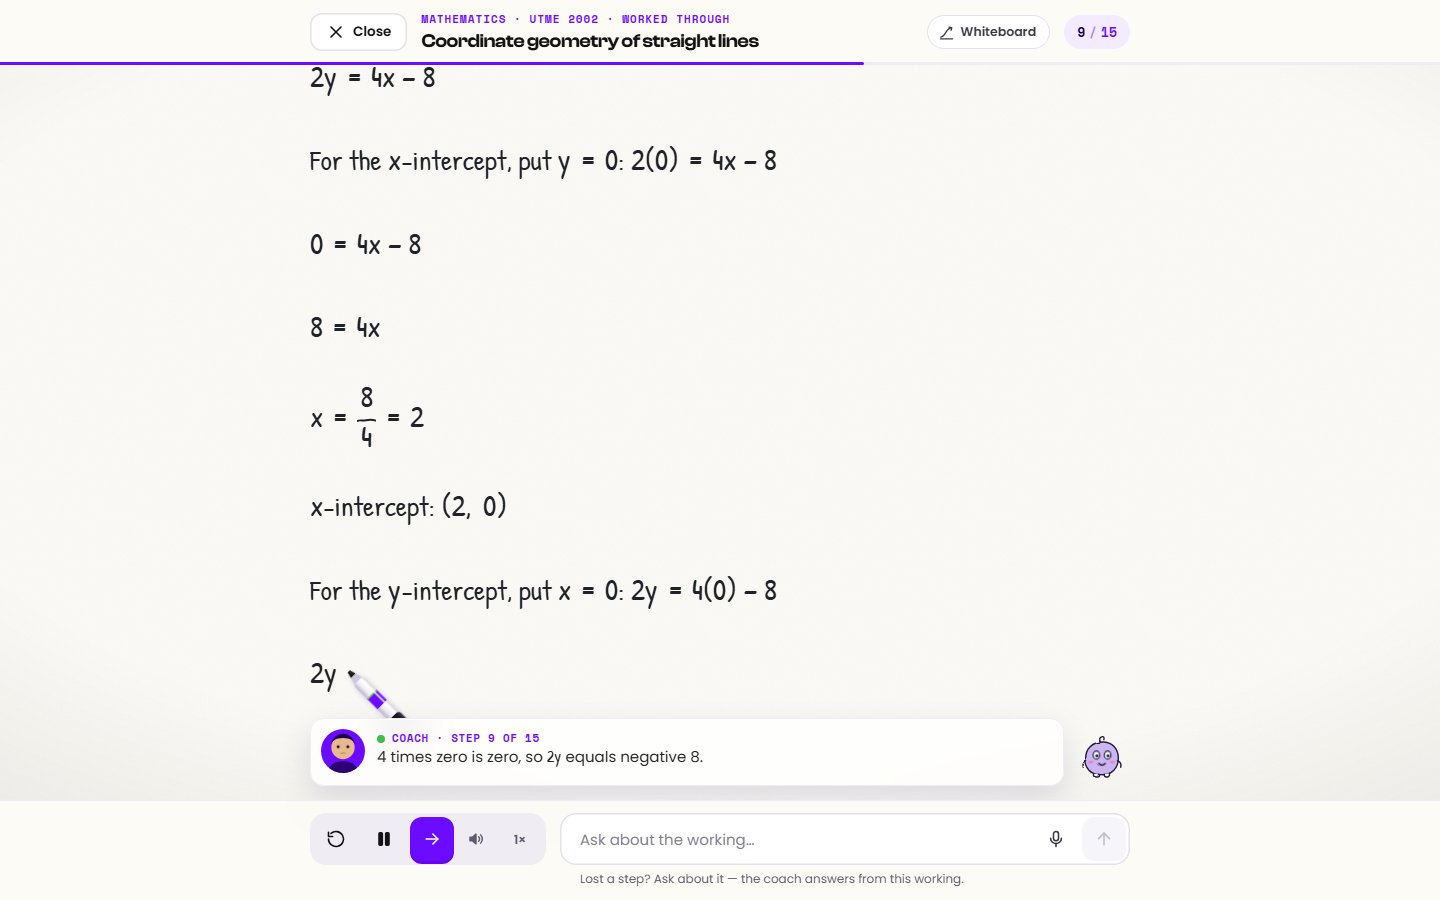 Close
MATHEMATICS · UTME 2002 · WORKED THROUGH
Coordinate geometry of straight lines
Whiteboard
9 / 15
2y = 4x – 8
For the x-intercept, put y = 0: 2(0) = 4x – 8
0 = 4x – 8
8 = 4x
x = 8/4 = 2
x-intercept: (2, 0)
For the y-intercept, put x = 0: 2y = 4(0) – 8
2y
COACH · STEP 9 OF 15
4 times zero is zero, so 2y equals negative 8.
1×
Ask about the working...
Lost a step? Ask about it — the coach answers from this working.